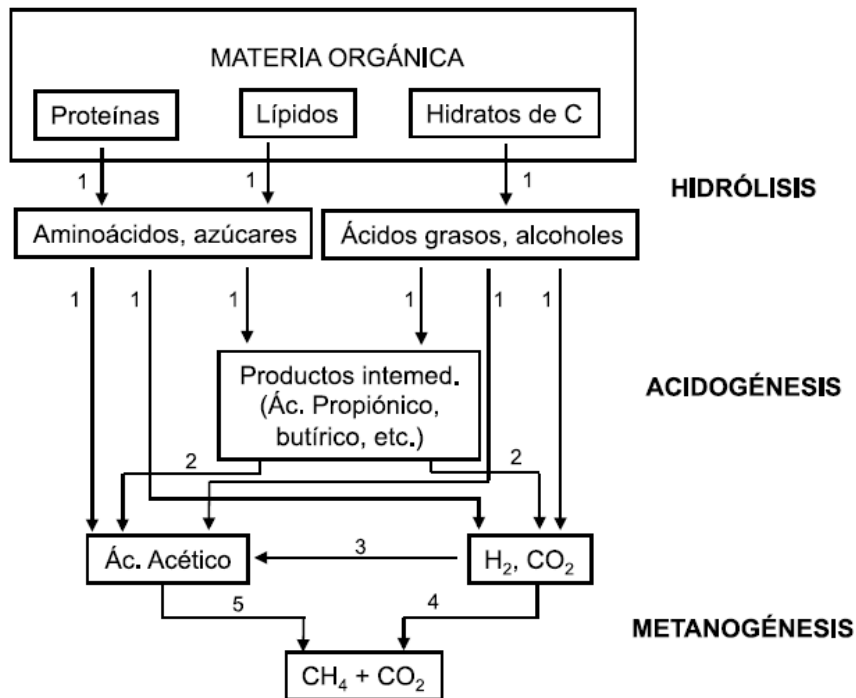 MATERIA ORGÁNICA
Proteínas
Lípidos
Hidratos de C
1
1
1
HIDRÓLISIS
Aminoácidos, azúcares
Ácidos grasos, alcoholes
1
1
1
1
1
1
Productos intemed.
(Ác. Propiónico,
butírico, etc.)
ACIDOGÉNESIS
2
2
Ác. Acético
3
H₂, CO₂
5
4
METANOGÉNESIS
CH₄ + CO₂